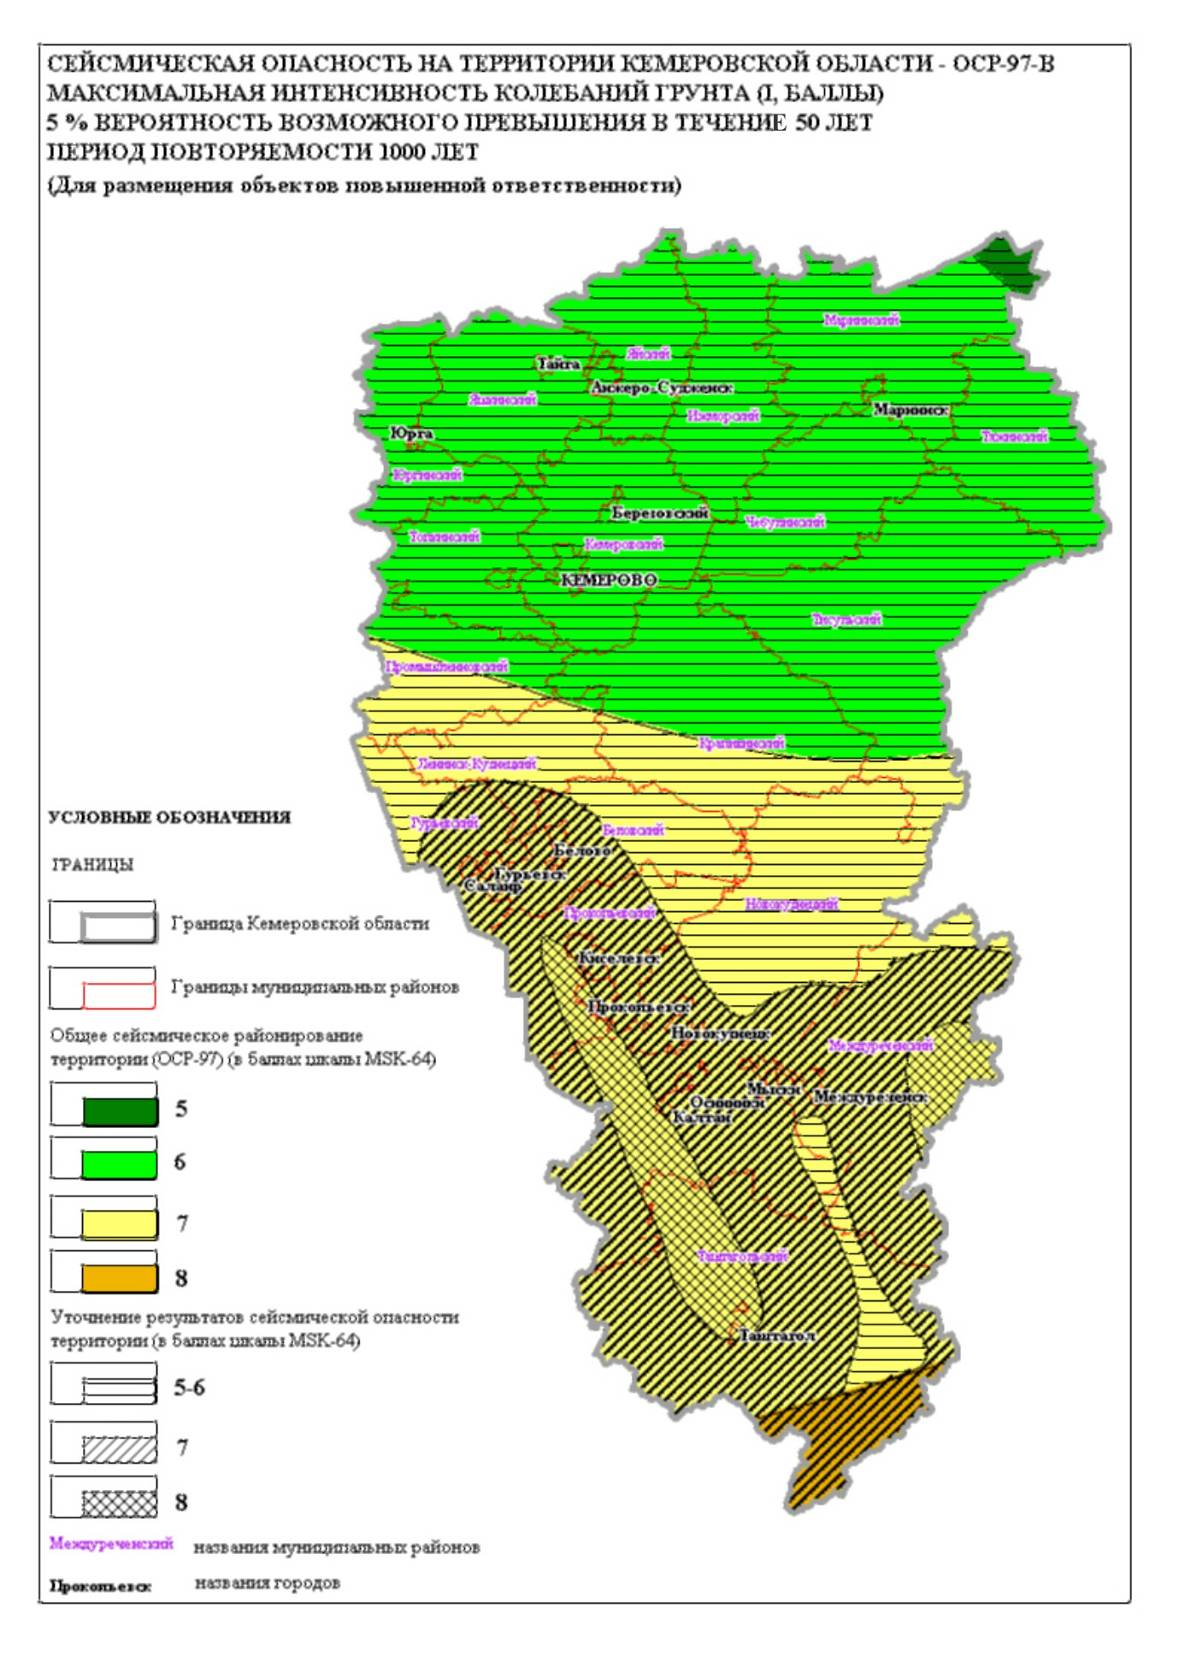 СЕЙСМИЧЕСКАЯ ОПАСНОСТЬ НА ТЕРРИТОРИИ КЕМЕРОВСКОЙ ОБЛАСТИ - ОСР-97-В
МАКСИМАЛЬНАЯ ИНТЕНСИВНОСТЬ КОЛЕБАНИЙ ГРУНТА (I, БАЛЛЫ)
5 % ВЕРОЯТНОСТЬ ВОЗМОЖНОГО ПРЕВЫШЕНИЯ В ТЕЧЕНИЕ 50 ЛЕТ
ПЕРИОД ПОВТОРЯЕМОСТИ 1000 ЛЕТ
(Для размещения объектов повышенной ответственности)
Мариинский
Яйский
Тайга
Анжеро-Судженск
Яшкинский
Мариинск
Ижморский
Юрга
Тяжинский
Юргинский
Березовский
Чебулинский
Топкинский
Кемеровский
КЕМЕРОВО
Тисульский
Промышленновский
Крапивинский
Ленинск-Кузнецкий
Гурьевский
Беловский
Белово
Гурьевск
Салаир
Новокузнецкий
Прокопьевский
Киселевск
Прокопьевск
Новокузнецк
Междуреченский
Мыски
Междуреченск
Осинники
Калтан
Таштагольский
Таштагол
УСЛОВНЫЕ ОБОЗНАЧЕНИЯ
ГРАНИЦЫ
Граница Кемеровской области
Границы муниципальных районов
Общее сейсмическое районирование
территории (ОСР-97) (в баллах шкалы MSK-64)
5
6
7
8
Уточнение результатов сейсмической опасности
территории (в баллах шкалы MSK-64)
5-6
7
8
Междуреченский названия муниципальных районов
Прокопьевск названия городов